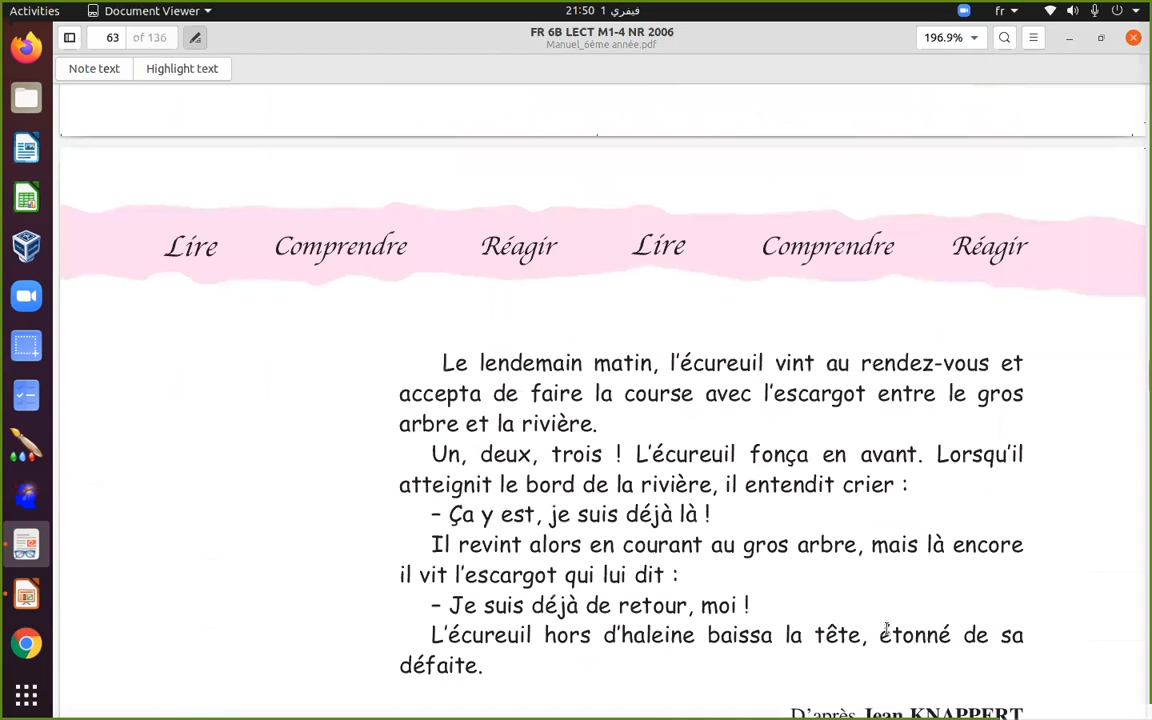 Activities
Document Viewer
21:50 1 فيفري
fr
63 of 136
FR 6B LECT M1-4 NR 2006
Manuel_6ème année.pdf
196.9%
Note text
Highlight text
Lire Comprendre Réagir Lire Comprendre Réagir
Le lendemain matin, l'écureuil vint au rendez-vous et
accepta de faire la course avec l'escargot entre le gros
arbre et la rivière.
Un, deux, trois ! L'écureuil fonça en avant. Lorsqu'il
atteignit le bord de la rivière, il entendit crier :
– Ça y est, je suis déjà là !
Il revint alors en courant au gros arbre, mais là encore
il vit l'escargot qui lui dit :
– Je suis déjà de retour, moi !
L'écureuil hors d'haleine baissa la tête, étonné de sa
défaite.
D'après Jean KNAPPERT